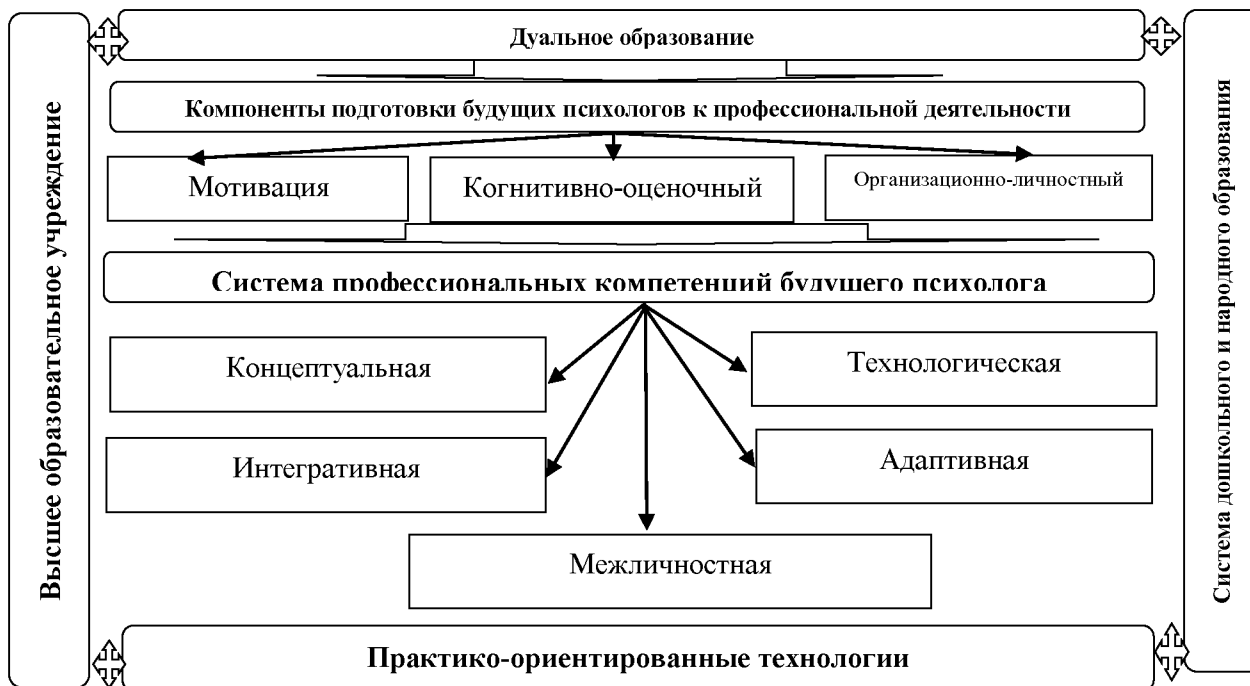 Высшее образовательное учреждение
Дуальное образование
Компоненты подготовки будущих психологов к профессиональной деятельности
Мотивация
Когнитивно-оценочный
Организационно-личностный
Система профессиональных компетенций будущего психолога
Концептуальная
Технологическая
Интегративная
Адаптивная
Межличностная
Практико-ориентированные технологии
Система дошкольного и народного образования